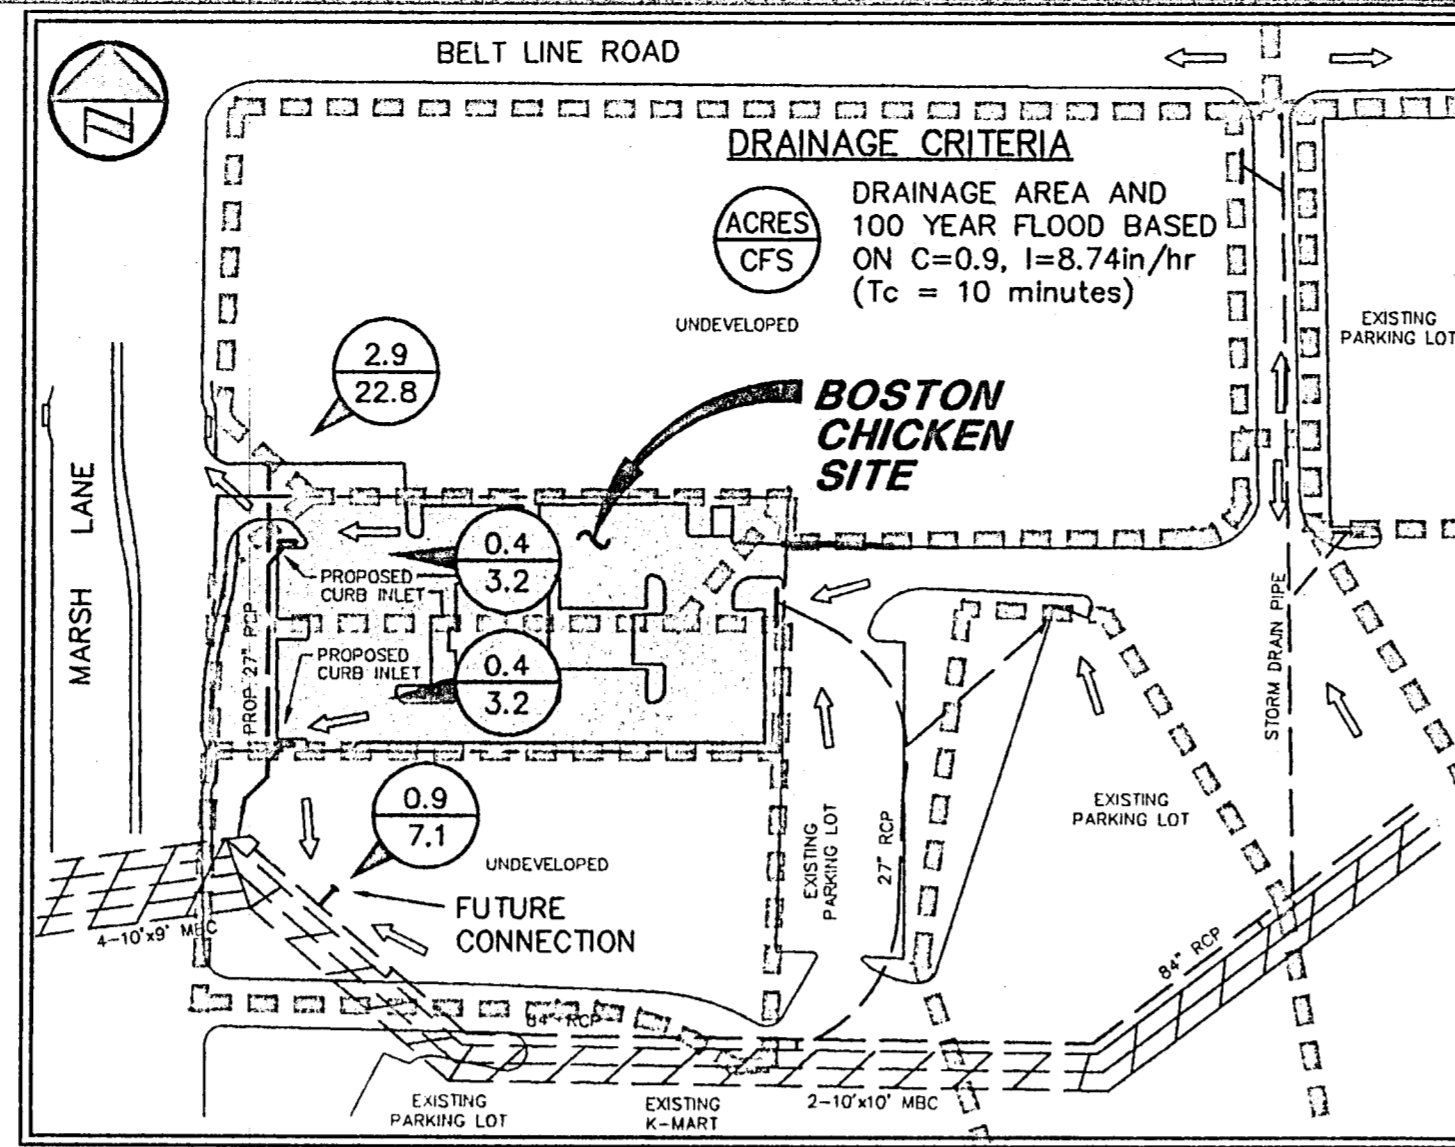 BELT LINE ROAD
N
DRAINAGE CRITERIA
ACRES
CFS
DRAINAGE AREA AND
100 YEAR FLOOD BASED
ON C=0.9, I=8.74in/hr
(Tc = 10 minutes)
UNDEVELOPED
EXISTING
PARKING LOT
2.9
22.8
BOSTON
CHICKEN
SITE
MARSH LANE
0.4
3.2
PROPOSED
CURB INLET
PROP 27" RCP
PROPOSED
CURB INLET
0.4
3.2
STORM DRAIN PIPE
0.9
7.1
UNDEVELOPED
EXISTING
PARKING LOT
27" RCP
EXISTING
PARKING LOT
FUTURE
CONNECTION
4-10'x9' MBC
84" RCP
84" RCP
EXISTING
PARKING LOT
EXISTING
K-MART
2-10'x10' MBC